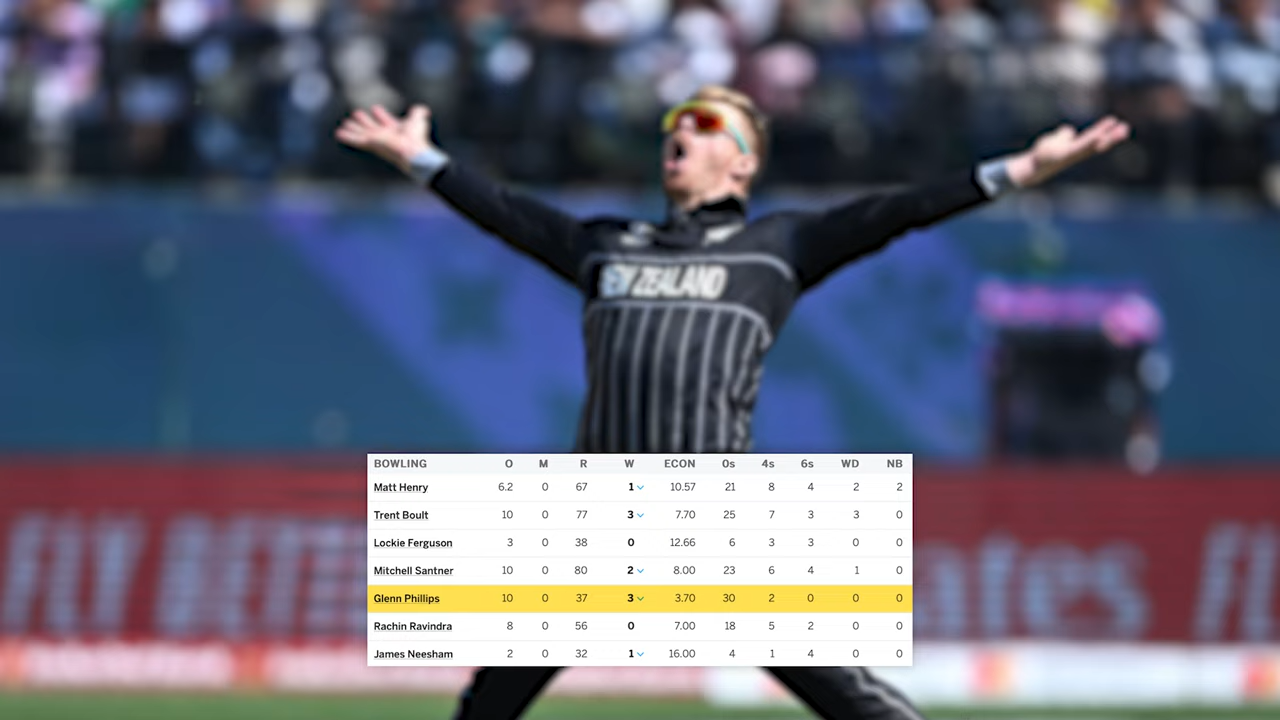 NEW ZEALAND
BOWLING O M R W ECON 0s 4s 6s WD NB
Matt Henry 6.2 0 67 1 10.57 21 8 4 2 2
Trent Boult 10 0 77 3 7.70 25 7 3 3 0
Lockie Ferguson 3 0 38 0 12.66 6 3 3 0 0
Mitchell Santner 10 0 80 2 8.00 23 6 4 1 0
Glenn Phillips 10 0 37 3 3.70 30 2 0 0 0
Rachin Ravindra 8 0 56 0 7.00 18 5 2 0 0
James Neesham 2 0 32 1 16.00 4 1 4 0 0
FLY BETTER